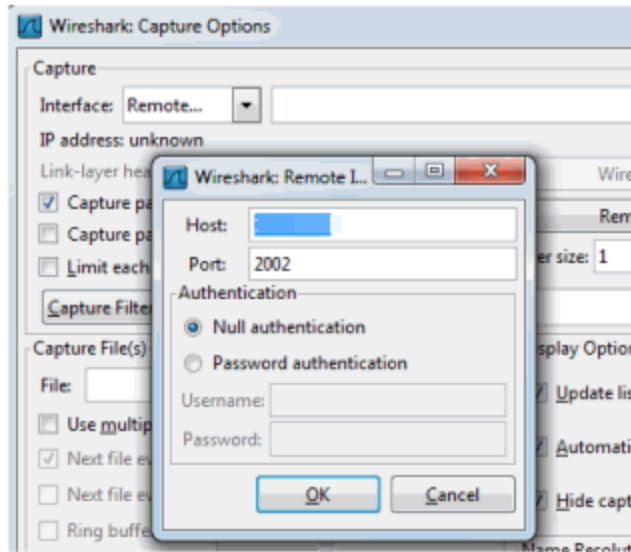 Wireshark: Capture Options
Capture
Interface: Remote...
IP address: unknown
Link-layer hea
Wire
Capture pa
Rem
Capture pa
Limit each
er size: 1
Capture Filte
Capture File(s)
splay Option
File:
Update lis
Use multip
Automati
Next file ev
Next file ev
Hide capt
Ring buffe
Name Resolut
Wireshark: Remote I...
Host:
Port: 2002
Authentication
Null authentication
Password authentication
Username:
Password:
OK Cancel